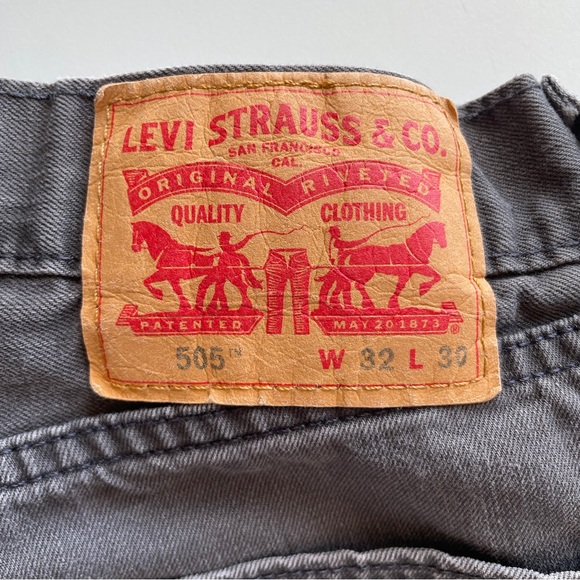 LEVI STRAUSS & CO.
SAN FRANCISCO
CAL.
ORIGINAL RIVETED
QUALITY CLOTHING
PATENTED MAY 20 1873 ®
505™ W 32 L 30